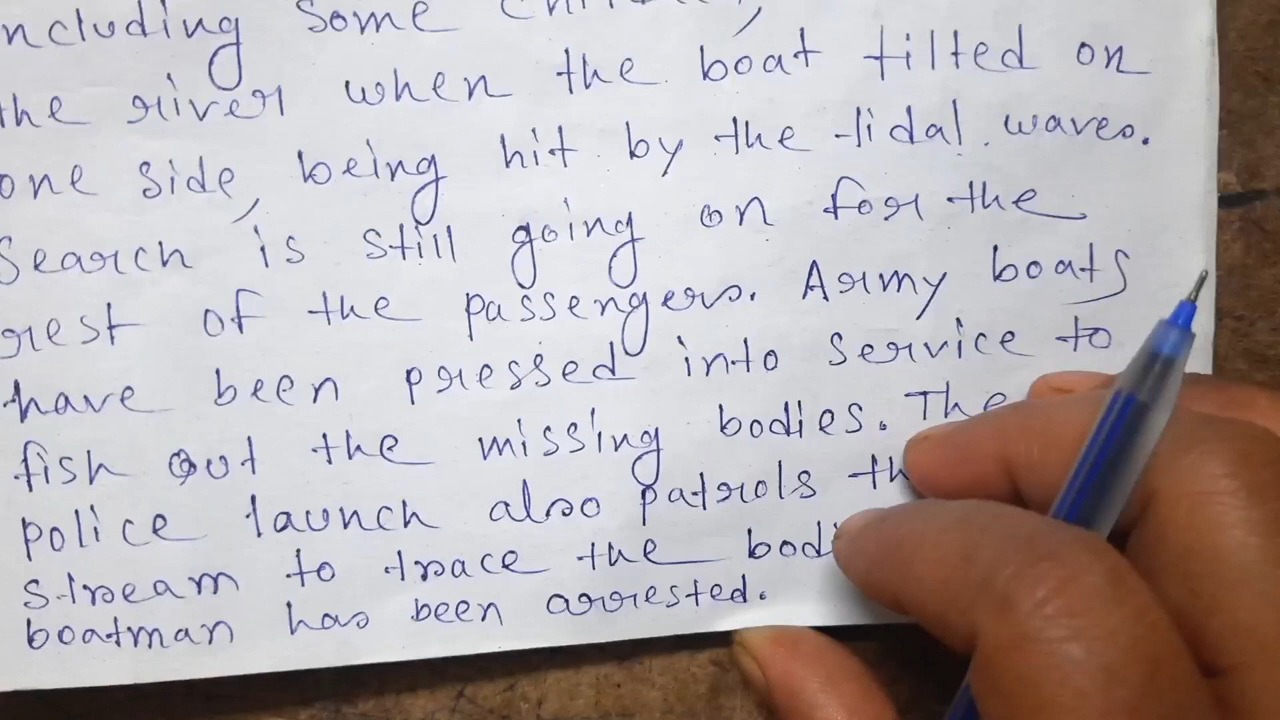 ncluding some
the river when the boat tilted on
one side, being hit by the tidal waves.
Search is still going on for the
rest of the passengers. Army boats
have been pressed into service to
fish out the missing bodies. The
police launch also patrols th
stream to trace the bodi
boatman has been arrested.